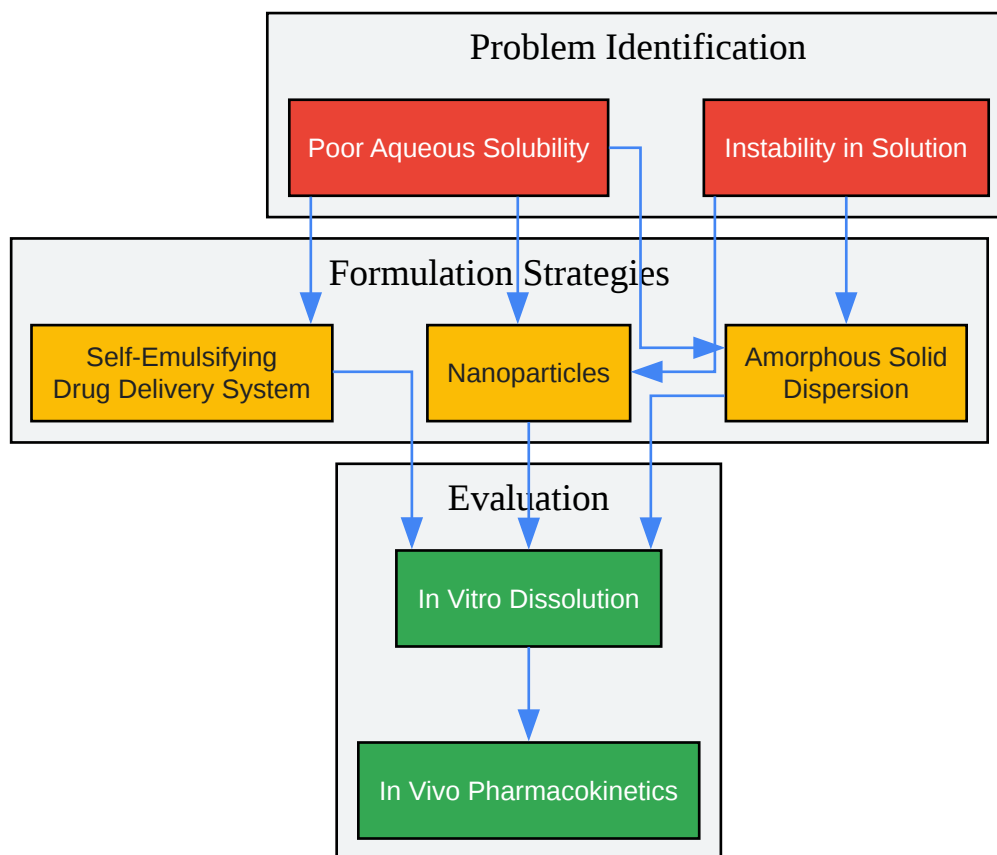 Problem Identification
Poor Aqueous Solubility
Instability in Solution
Formulation Strategies
Self-Emulsifying
Drug Delivery System
Nanoparticles
Amorphous Solid
Dispersion
Evaluation
In Vitro Dissolution
In Vivo Pharmacokinetics